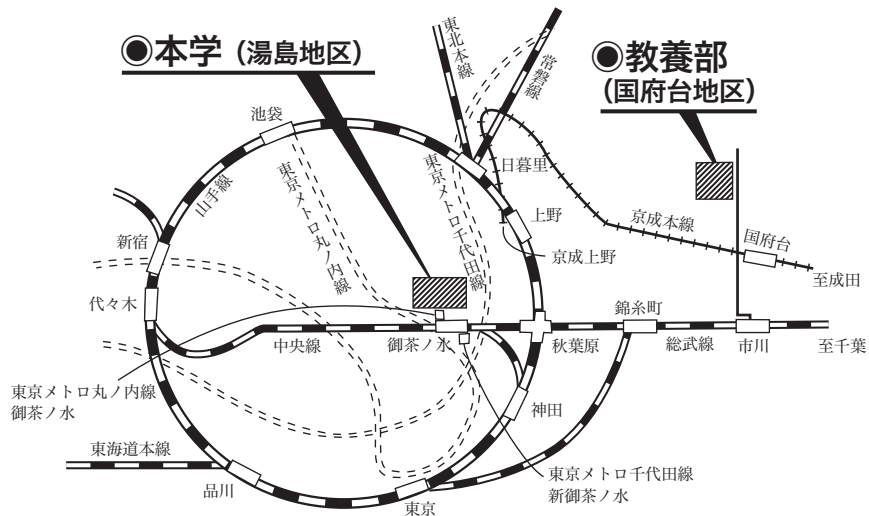 ◉本学（湯島地区）
◉教養部
（国府台地区）
東北本線
常磐線
池袋
日暮里
山手線
東京メトロ丸ノ内線
東京メトロ千代田線
上野
京成本線
国府台
京成上野
至成田
新宿
代々木
錦糸町
中央線
御茶ノ水
秋葉原
総武線
市川
至千葉
東京メトロ丸ノ内線
御茶ノ水
神田
東海道本線
品川
東京
東京メトロ千代田線
新御茶ノ水